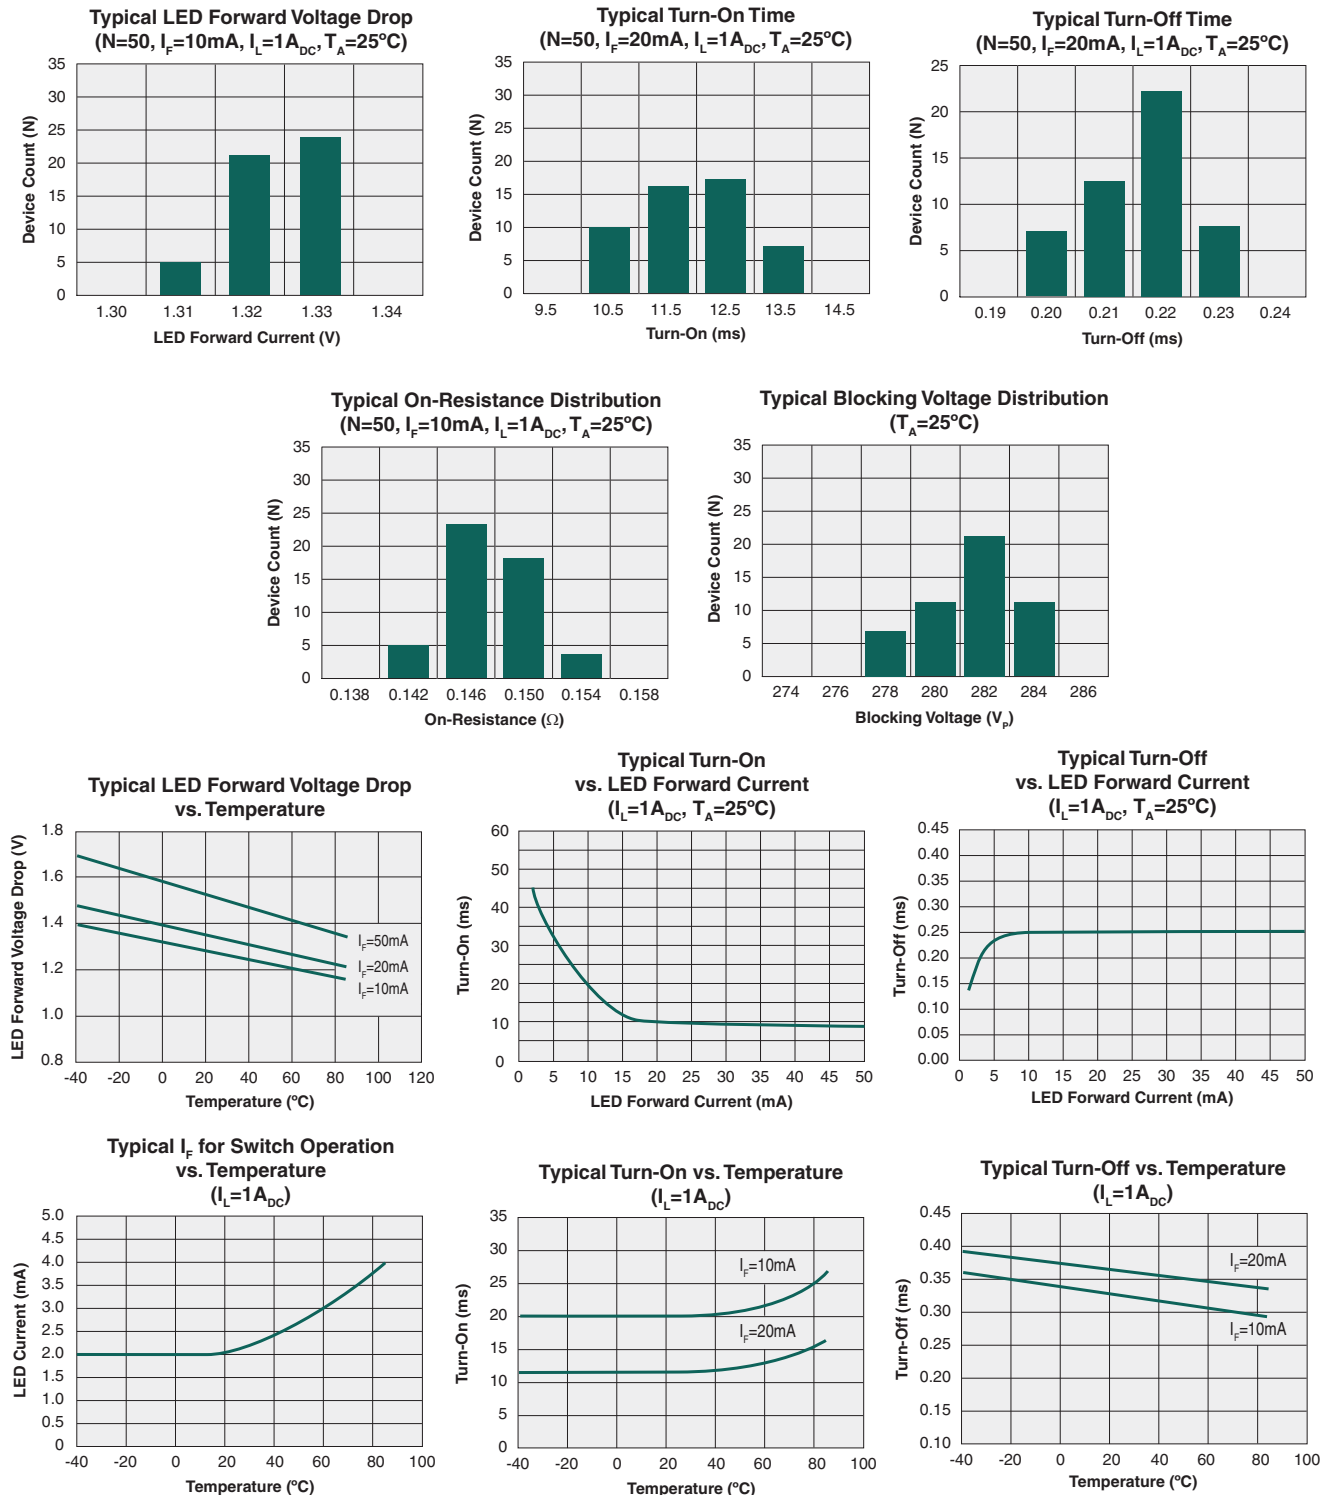 Typical LED Forward Voltage Drop
(N=50, IF=10mA, IL=1ADC, TA=25ºC)
Device Count (N)
35
30
25
20
15
10
5
0
1.30 1.31 1.32 1.33 1.34
LED Forward Current (V)
Typical Turn-On Time
(N=50, IF=20mA, IL=1ADC, TA=25ºC)
Device Count (N)
35
30
25
20
15
10
5
0
9.5 10.5 11.5 12.5 13.5 14.5
Turn-On (ms)
Typical Turn-Off Time
(N=50, IF=20mA, IL=1ADC, TA=25ºC)
Device Count (N)
25
20
15
10
5
0
0.19 0.20 0.21 0.22 0.23 0.24
Turn-Off (ms)
Typical On-Resistance Distribution
(N=50, IF=10mA, IL=1ADC, TA=25ºC)
Device Count (N)
35
30
25
20
15
10
5
0
0.138 0.142 0.146 0.150 0.154 0.158
On-Resistance (Ω)
Typical Blocking Voltage Distribution
(TA=25ºC)
Device Count (N)
35
30
25
20
15
10
5
0
274 276 278 280 282 284 286
Blocking Voltage (VP)
Typical LED Forward Voltage Drop
vs. Temperature
LED Forward Voltage Drop (V)
1.8
1.6
1.4
1.2
1.0
0.8
IF=50mA
IF=20mA
IF=10mA
-40 -20 0 20 40 60 80 100 120
Temperature (ºC)
Typical Turn-On
vs. LED Forward Current
(IL=1ADC, TA=25ºC)
Turn-On (ms)
60
50
40
30
20
10
0
0 5 10 15 20 25 30 35 40 45 50
LED Forward Current (mA)
Typical Turn-Off
vs. LED Forward Current
(IL=1ADC, TA=25ºC)
Turn-Off (ms)
0.45
0.40
0.35
0.30
0.25
0.20
0.15
0.10
0.05
0.00
0 5 10 15 20 25 30 35 40 45 50
LED Forward Current (mA)
Typical IF for Switch Operation
vs. Temperature
(IL=1ADC)
LED Current (mA)
5.0
4.5
4.0
3.5
3.0
2.5
2.0
1.5
1.0
0.5
0
-40 -20 0 20 40 60 80 100
Temperature (ºC)
Typical Turn-On vs. Temperature
(IL=1ADC)
Turn-On (ms)
35
30
25
20
15
10
5
0
IF=10mA
IF=20mA
-40 -20 0 20 40 60 80 100
Temperature (ºC)
Typical Turn-Off vs. Temperature
(IL=1ADC)
Turn-Off (ms)
0.45
0.40
0.35
0.30
0.25
0.20
0.15
0.10
IF=20mA
IF=10mA
-40 -20 0 20 40 60 80 100
Temperature (ºC)